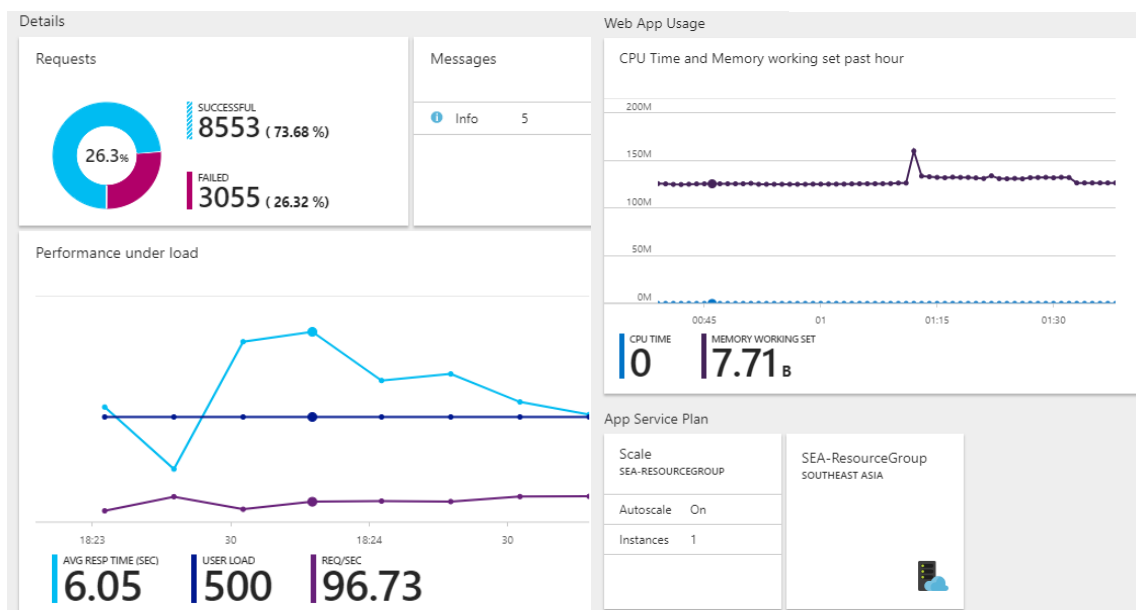 Details
Requests
26.3%
SUCCESSFUL
8553 ( 73.68 %)
FAILED
3055 ( 26.32 %)
Messages
Info 5
Performance under load
18:23 30 18:24 30
AVG RESP TIME (SEC) USER LOAD REQ/SEC
6.05 500 96.73
Web App Usage
CPU Time and Memory working set past hour
200M
150M
100M
50M
0M
00:45 01 01:15 01:30
CPU TIME MEMORY WORKING SET
0 7.71 B
App Service Plan
Scale
SEA-RESOURCEGROUP
Autoscale On
Instances 1
SEA-ResourceGroup
SOUTHEAST ASIA